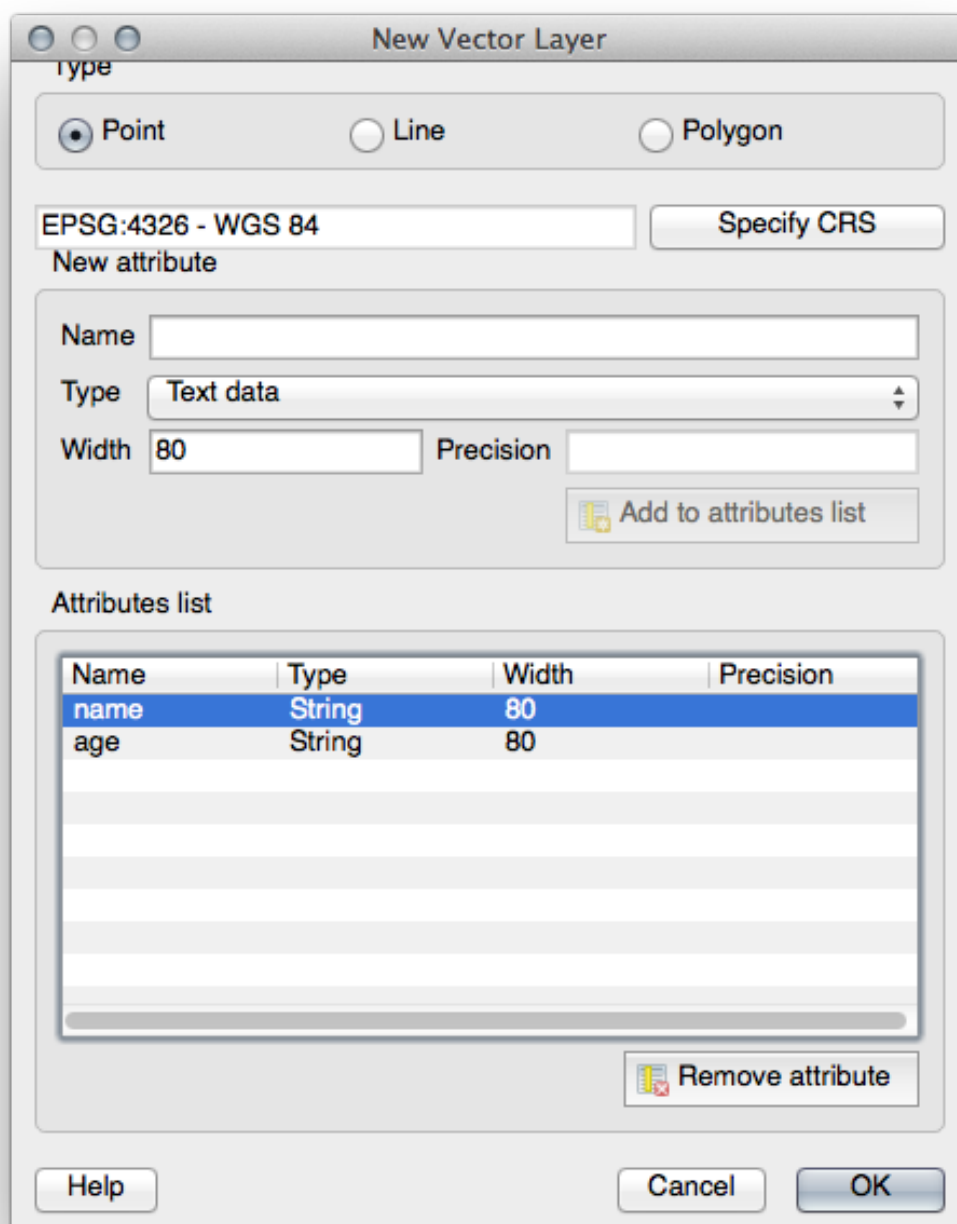 New Vector Layer
Type
Point Line Polygon
EPSG:4326 - WGS 84 Specify CRS
New attribute
Name
Type Text data
Width 80 Precision
Add to attributes list
Attributes list
Name Type Width Precision
name String 80
age String 80
Remove attribute
Help Cancel OK